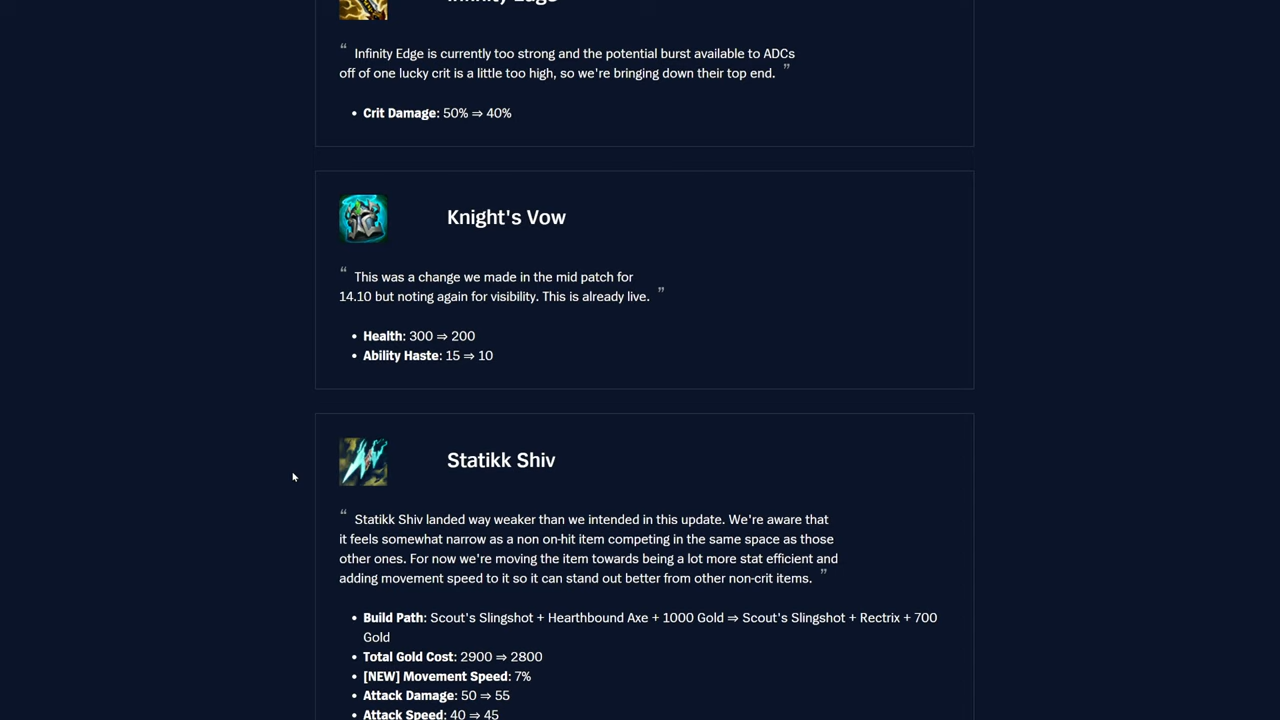 Infinity Edge
“ Infinity Edge is currently too strong and the potential burst available to ADCs
off of one lucky crit is a little too high, so we're bringing down their top end. ”
• Crit Damage: 50% ⇒ 40%
Knight's Vow
“ This was a change we made in the mid patch for
14.10 but noting again for visibility. This is already live. ”
• Health: 300 ⇒ 200
• Ability Haste: 15 ⇒ 10
Statikk Shiv
“ Statikk Shiv landed way weaker than we intended in this update. We're aware that
it feels somewhat narrow as a non on-hit item competing in the same space as those
other ones. For now we're moving the item towards being a lot more stat efficient and
adding movement speed to it so it can stand out better from other non-crit items. ”
• Build Path: Scout's Slingshot + Hearthbound Axe + 1000 Gold ⇒ Scout's Slingshot + Rectrix + 700
Gold
• Total Gold Cost: 2900 ⇒ 2800
• [NEW] Movement Speed: 7%
• Attack Damage: 50 ⇒ 55
• Attack Speed: 40 ⇒ 45